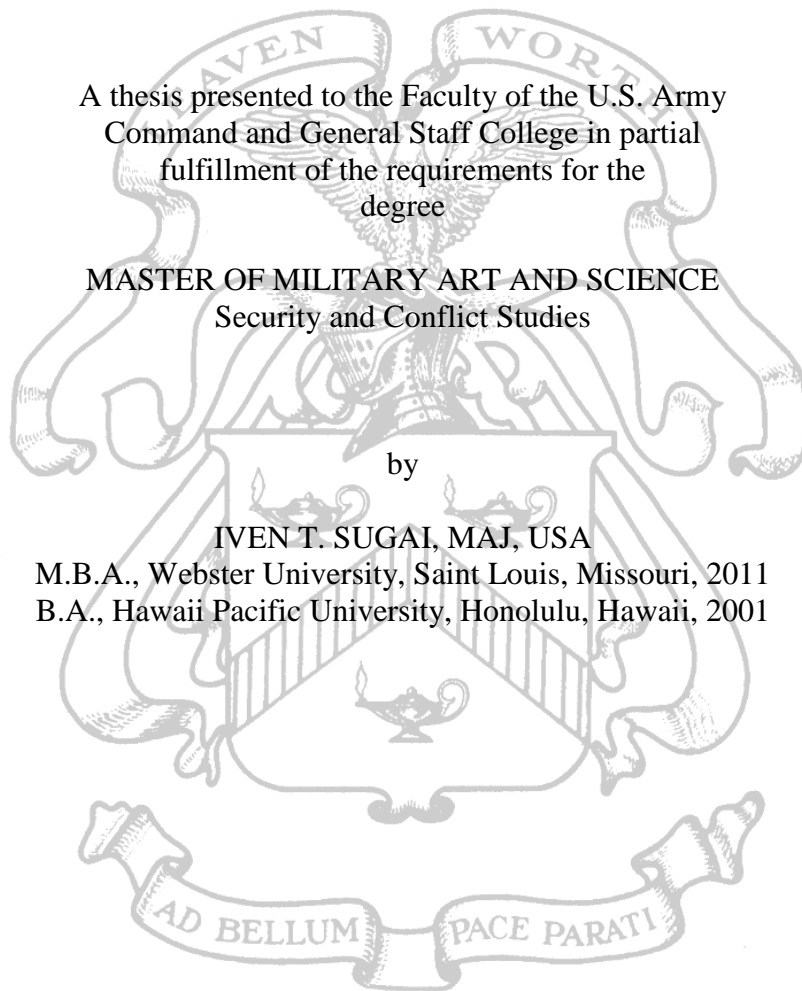 LEAVEN WORTH
A thesis presented to the Faculty of the U.S. Army
Command and General Staff College in partial
fulfillment of the requirements for the
degree
MASTER OF MILITARY ART AND SCIENCE
Security and Conflict Studies
by
IVEN T. SUGAI, MAJ, USA
M.B.A., Webster University, Saint Louis, Missouri, 2011
B.A., Hawaii Pacific University, Honolulu, Hawaii, 2001
AD BELLUM PACE PARATI